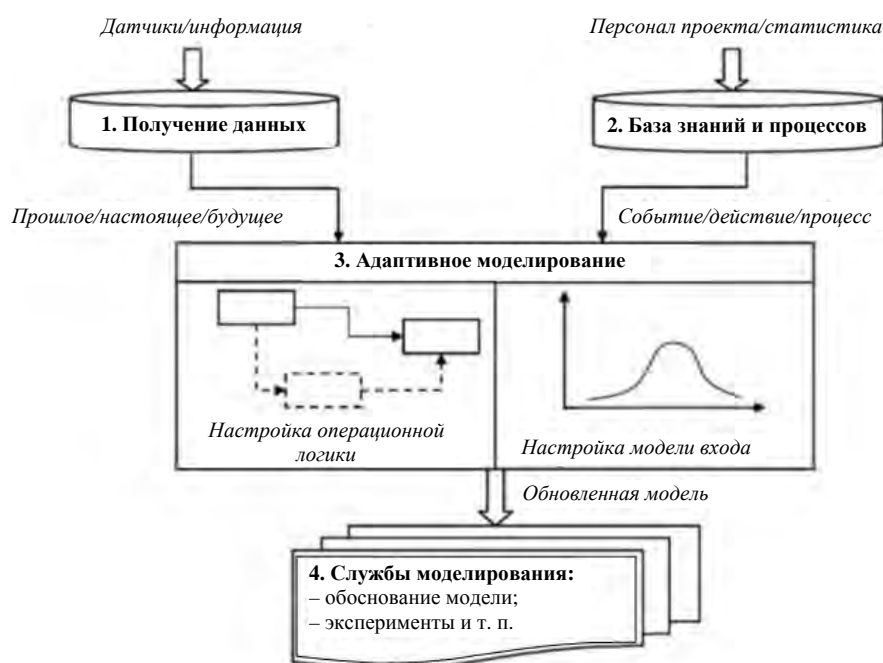 Датчики/информация
Персонал проекта/статистика
1. Получение данных
2. База знаний и процессов
Прошлое/настоящее/будущее
Событие/действие/процесс
3. Адаптивное моделирование
Настройка операционной
логики
Настройка модели входа
Обновленная модель
4. Службы моделирования:
– обоснование модели;
– эксперименты и т. п.